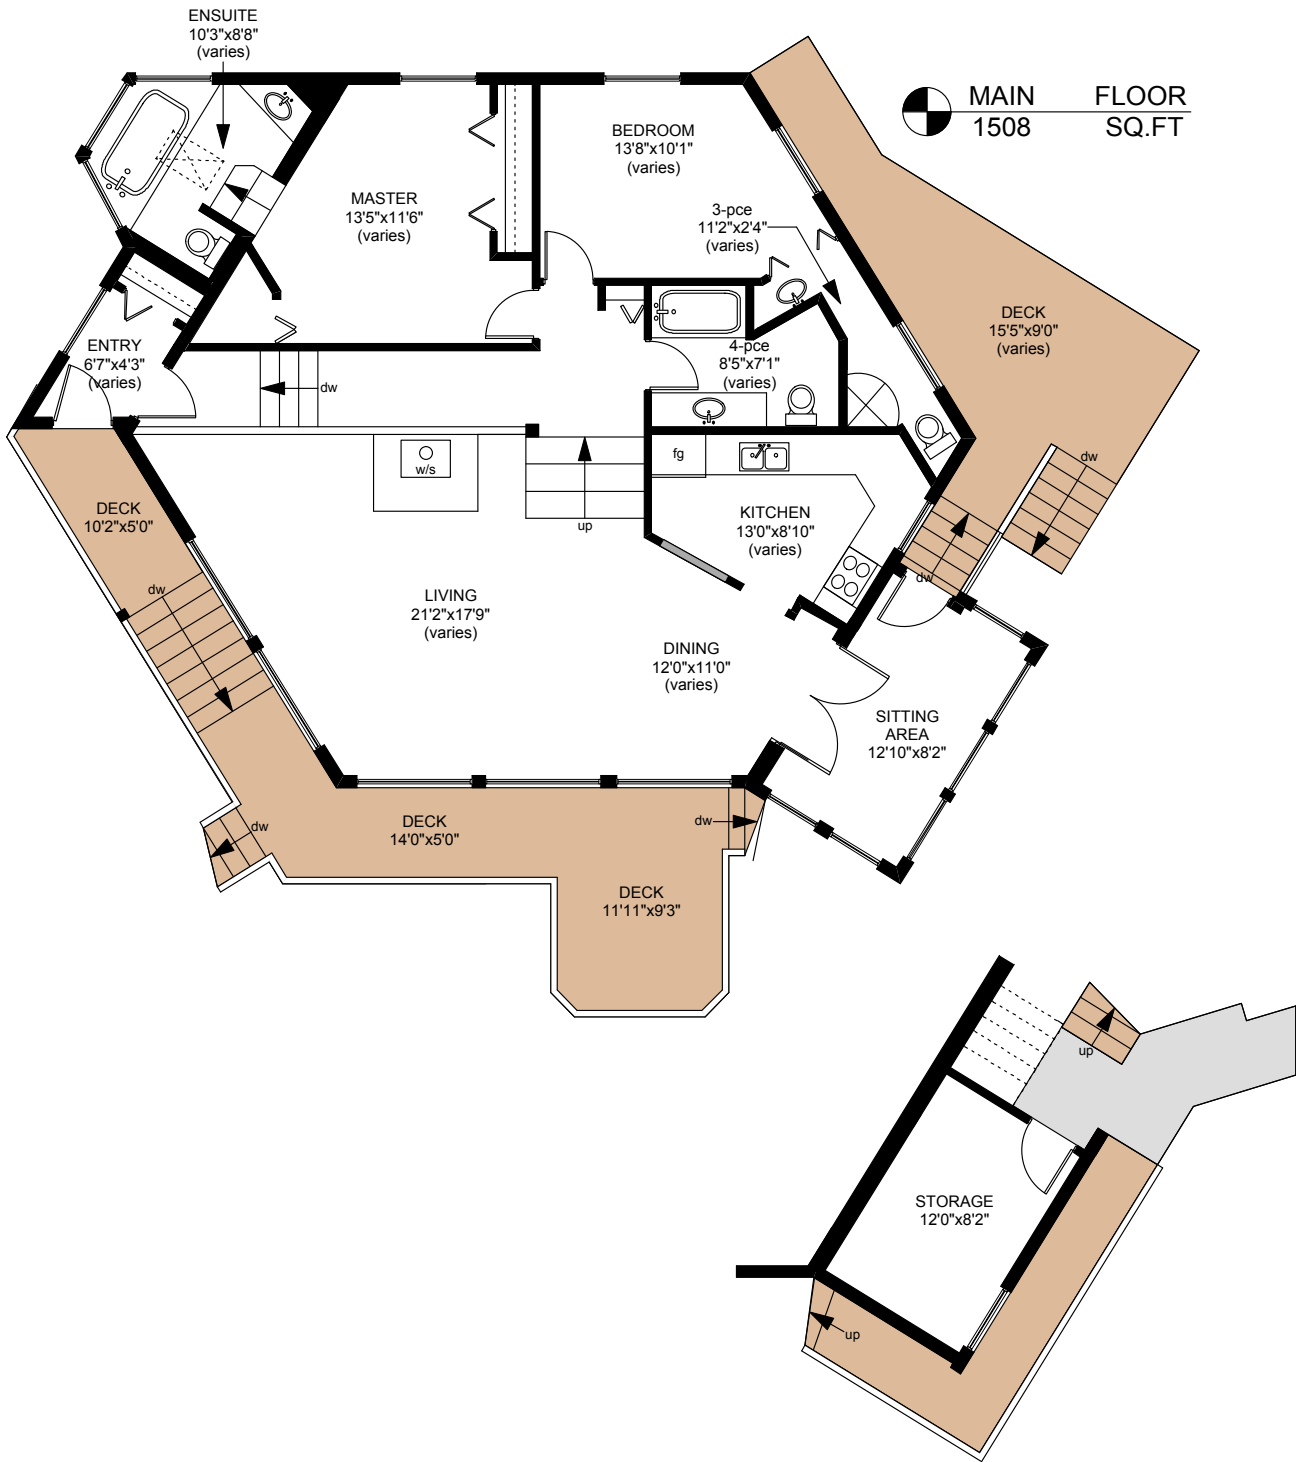 ENSUITE
10'3"x8'8"
(varies)
MAIN FLOOR
1508 SQ.FT
BEDROOM
13'8"x10'1"
(varies)
MASTER
13'5"x11'6"
(varies)
3-pce
11'2"x2'4"
(varies)
DECK
15'5"x9'0"
(varies)
ENTRY
6'7"x4'3"
(varies)
4-pce
8'5"x7'1"
(varies)
dw
w/s
fg
up
dw
DECK
10'2"x5'0"
KITCHEN
13'0"x8'10"
(varies)
dw
dw
LIVING
21'2"x17'9"
(varies)
DINING
12'0"x11'0"
(varies)
SITTING
AREA
12'10"x8'2"
dw
DECK
14'0"x5'0"
dw
DECK
11'11"x9'3"
up
STORAGE
12'0"x8'2"
up